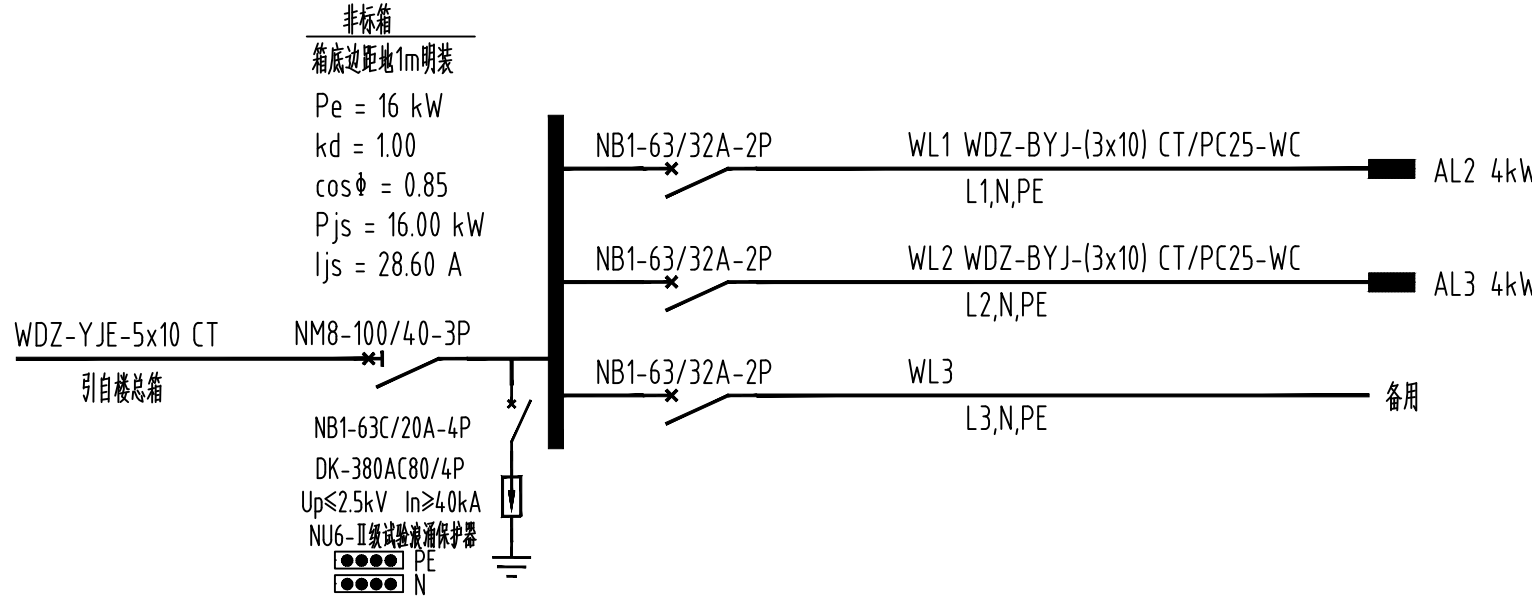 非标箱
箱底边距地1m明装
Pe = 16 kW
kd = 1.00
cosΦ = 0.85
Pjs = 16.00 kW
Ijs = 28.60 A
WDZ-YJE-5x10 CT
引自楼总箱
NM8-100/40-3P
NB1-63C/20A-4P
DK-380AC80/4P
Up≤2.5kV In≥40kA
NU6-Ⅱ级试验浪涌保护器
PE
N
NB1-63/32A-2P
WL1 WDZ-BYJ-(3x10) CT/PC25-WC
L1,N,PE
AL2 4kW
NB1-63/32A-2P
WL2 WDZ-BYJ-(3x10) CT/PC25-WC
L2,N,PE
AL3 4kW
NB1-63/32A-2P
WL3
L3,N,PE
备用